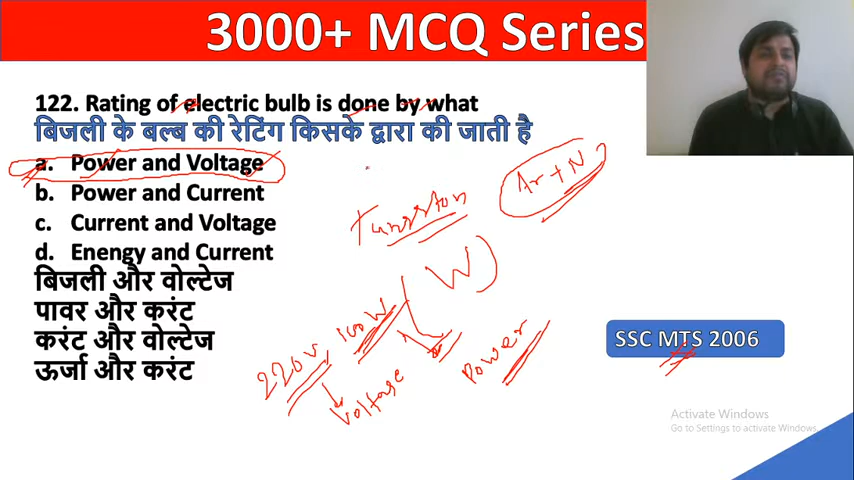 3000+ MCQ Series
122. Rating of electric bulb is done by what
बिजली के बल्ब की रेटिंग किसके द्वारा की जाती है
a. Power and Voltage
b. Power and Current
c. Current and Voltage
d. Enengy and Current
बिजली और वोल्टेज
पावर और करंट
करंट और वोल्टेज
ऊर्जा और करंट
Ar + N2
(W)
220V, 100W
Voltage
Power
SSC MTS 2006
Activate Windows
Go to Settings to activate Windows.